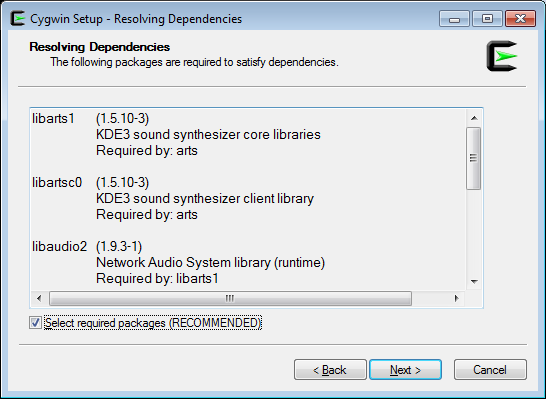 Cygwin Setup - Resolving Dependencies
Resolving Dependencies
The following packages are required to satisfy dependencies.
libarts1 (1.5.10-3)
KDE3 sound synthesizer core libraries
Required by: arts
libartsc0 (1.5.10-3)
KDE3 sound synthesizer client library
Required by: arts
libaudio2 (1.9.3-1)
Network Audio System library (runtime)
Required by: libarts1
Select required packages (RECOMMENDED)
< Back Next > Cancel